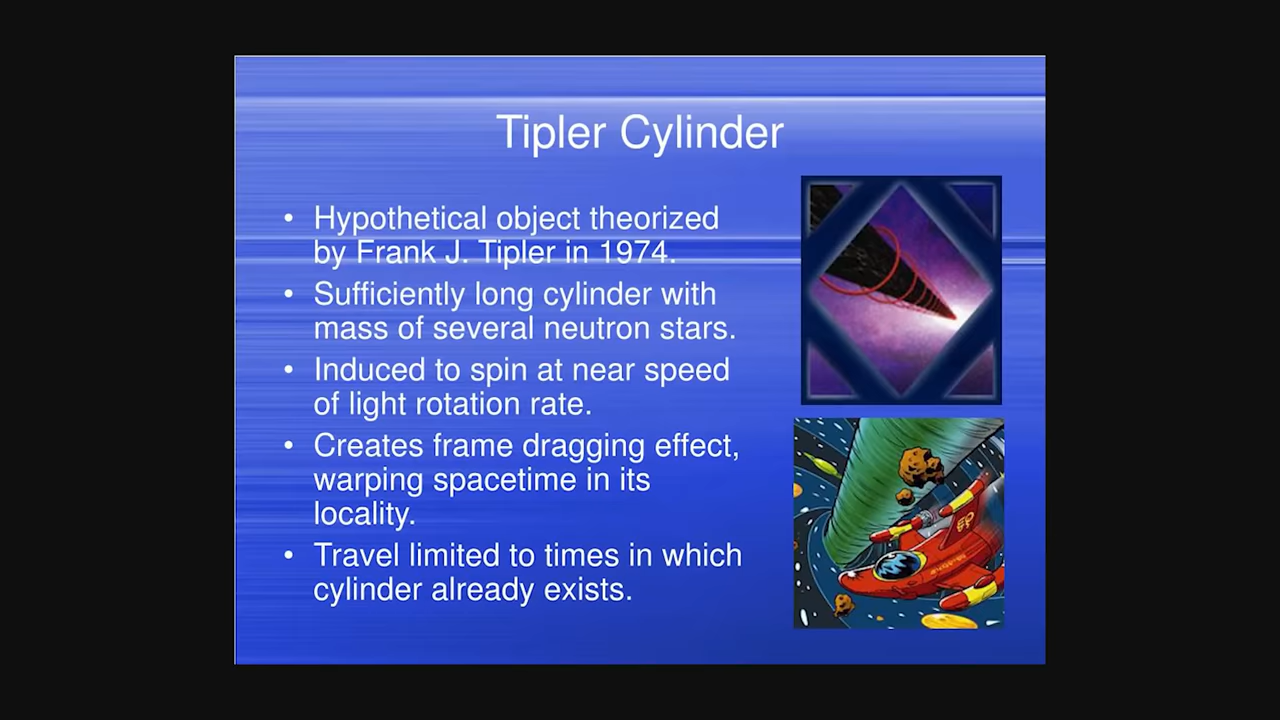 Tipler Cylinder
• Hypothetical object theorized
by Frank J. Tipler in 1974.
• Sufficiently long cylinder with
mass of several neutron stars.
• Induced to spin at near speed
of light rotation rate.
• Creates frame dragging effect,
warping spacetime in its
locality.
• Travel limited to times in which
cylinder already exists.